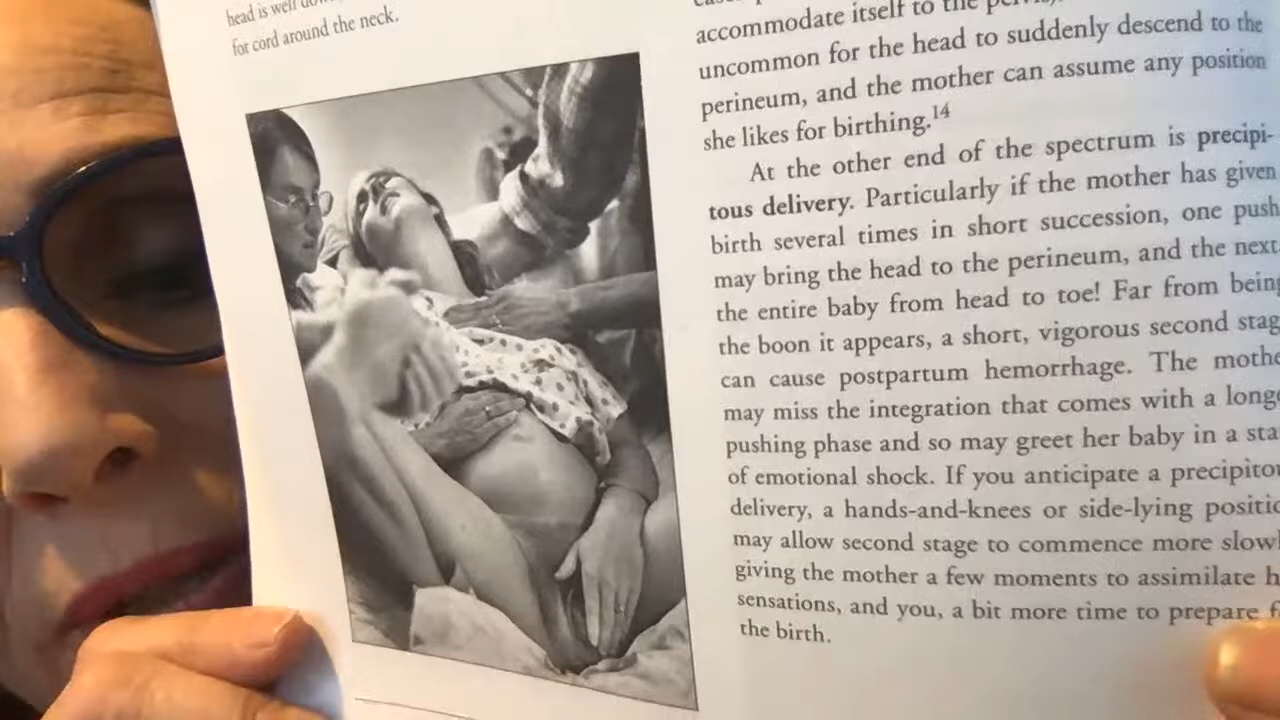 head is well
for cord around the neck.
accommodate itself to the
uncommon for the head to suddenly descend to the
perineum, and the mother can assume any position
she likes for birthing.14
At the other end of the spectrum is precipi-
tous delivery. Particularly if the mother has given
birth several times in short succession, one push
may bring the head to the perineum, and the next,
the entire baby from head to toe! Far from being
the boon it appears, a short, vigorous second stag
can cause postpartum hemorrhage. The mothe
may miss the integration that comes with a longe
pushing phase and so may greet her baby in a sta
of emotional shock. If you anticipate a precipitou
delivery, a hands-and-knees or side-lying positio
may allow second stage to commence more slowl
giving the mother a few moments to assimilate h
sensations, and you, a bit more time to prepare f
the birth.